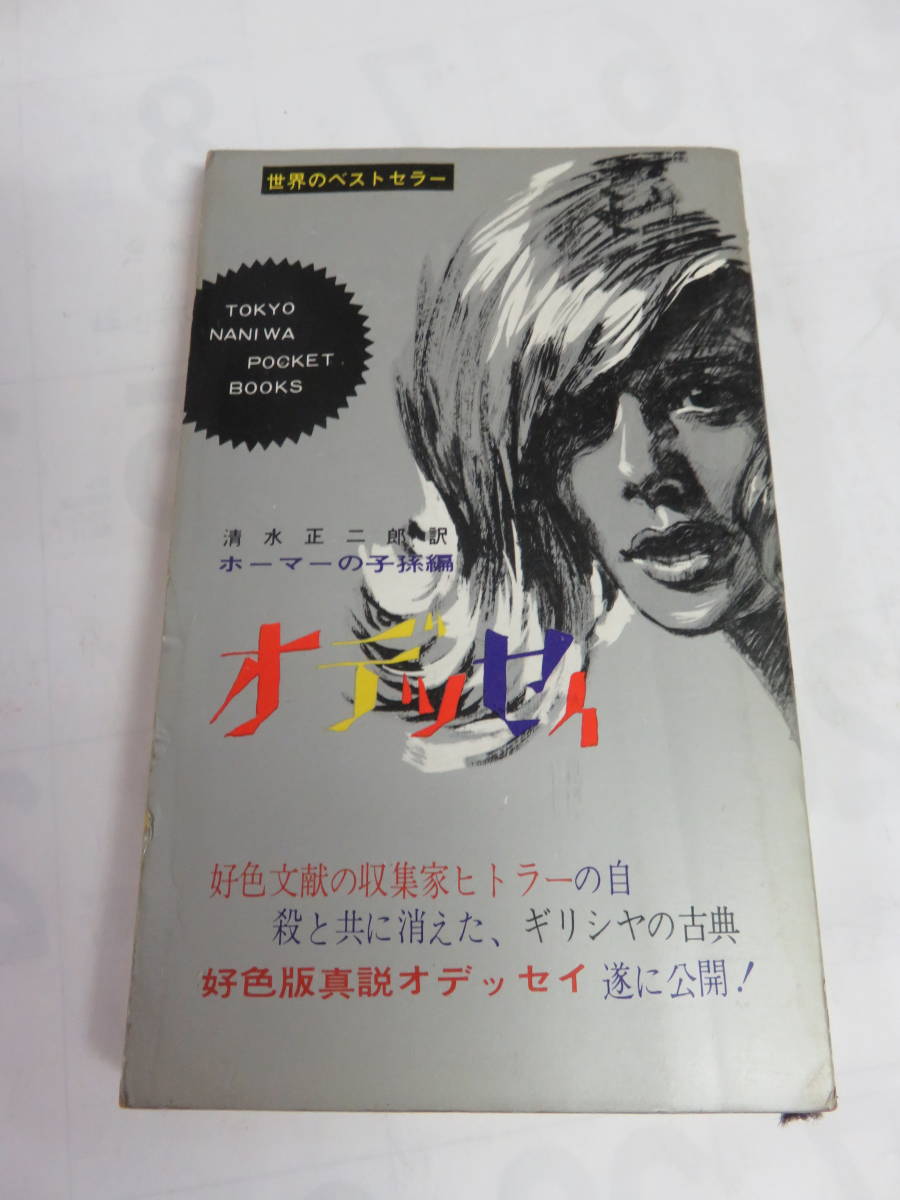 世界のベストセラー
TOKYO
NANIWA
POCKET
BOOKS
清水正二郎訳
ホーマーの子孫編
オデッセイ
好色文献の収集家ヒトラーの自
殺と共に消えた、ギリシヤの古典
好色版真説オデッセイ 遂に公開！